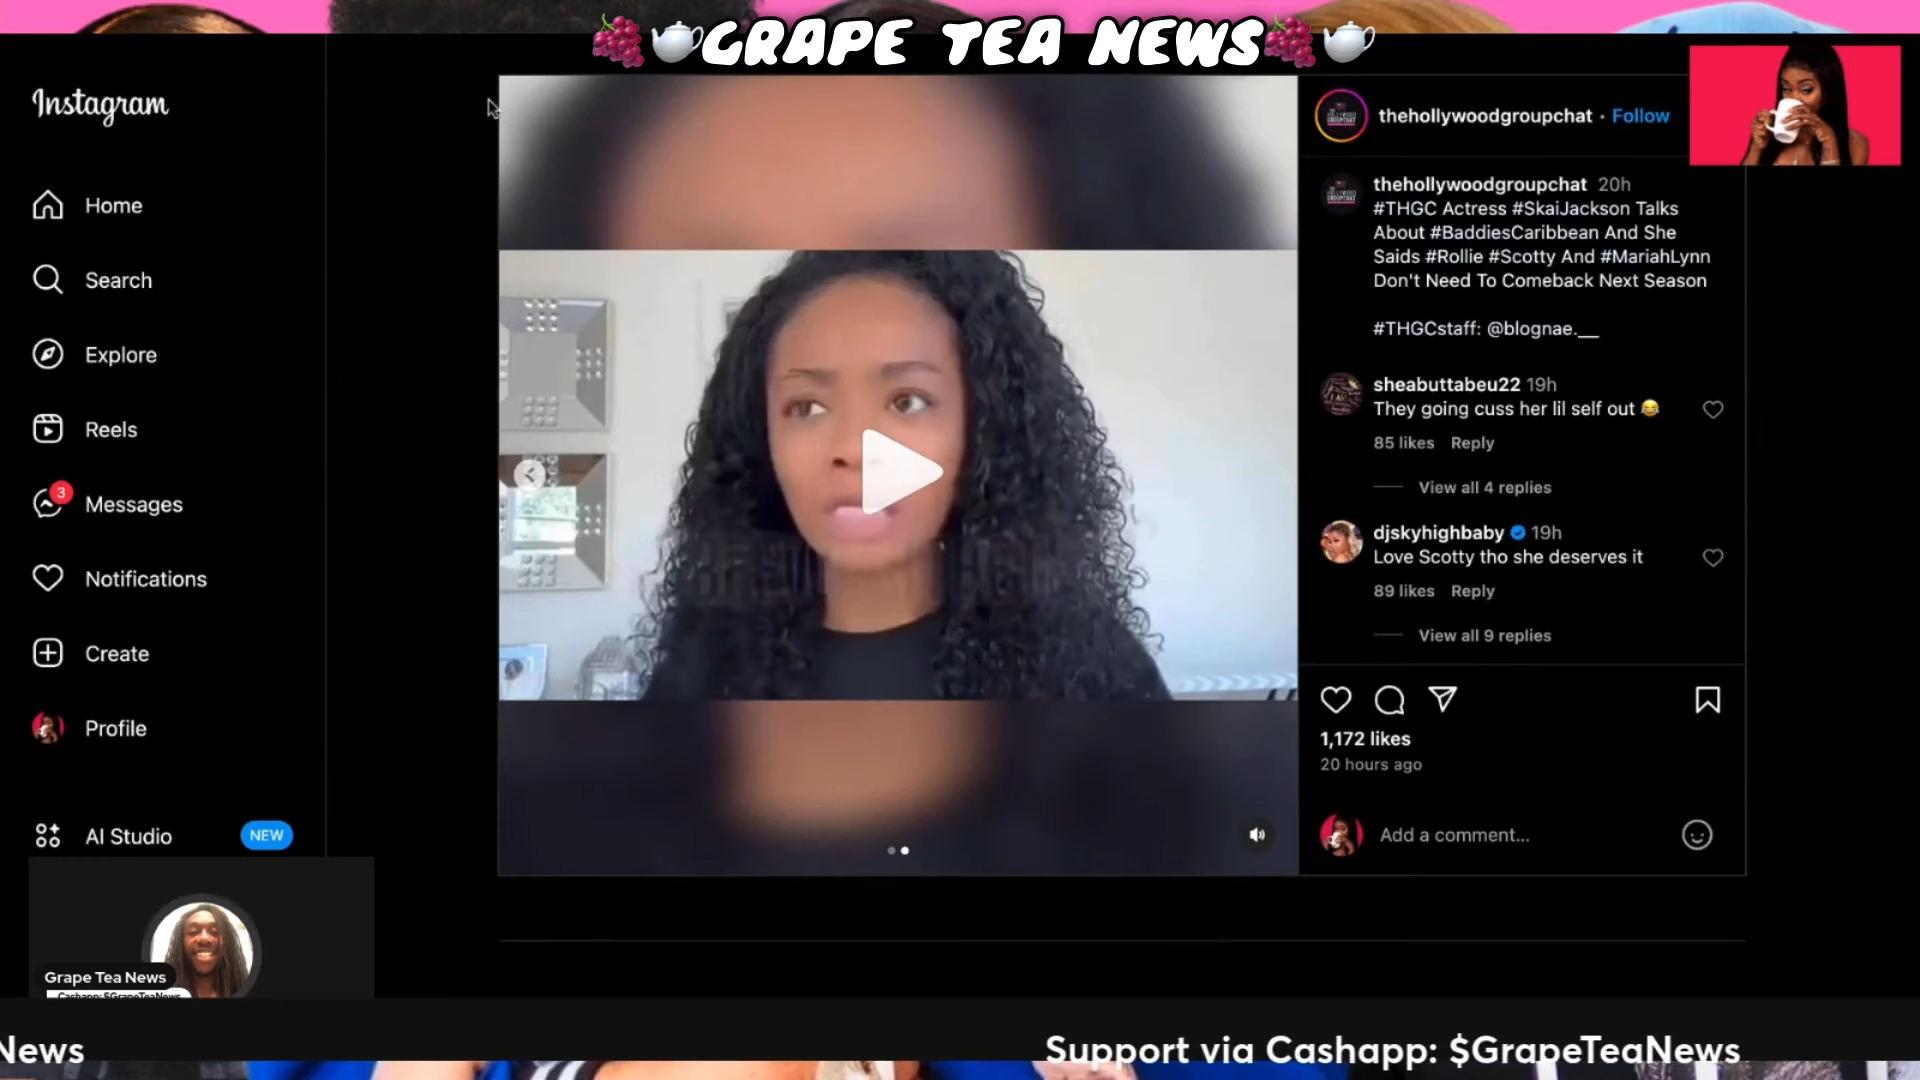 GRAPE TEA NEWS
Instagram
Home
Search
Explore
Reels
3
Messages
Notifications
Create
Profile
AI Studio
NEW
Grape Tea News
Cashapp: $GrapeTeaNews
thehollywoodgroupchat • Follow
thehollywoodgroupchat 20h
#THGC Actress #SkaiJackson Talks
About #BaddiesCaribbean And She
Saids #Rollie #Scotty And #MariahLynn
Don't Need To Comeback Next Season
#THGCstaff: @blognae.__
sheabuttabeu22 19h
They going cuss her lil self out 😂
85 likes Reply
View all 4 replies
djskyhighbaby 19h
Love Scotty tho she deserves it
89 likes Reply
View all 9 replies
1,172 likes
20 hours ago
Add a comment...
News
Support via Cashapp: $GrapeTeaNews